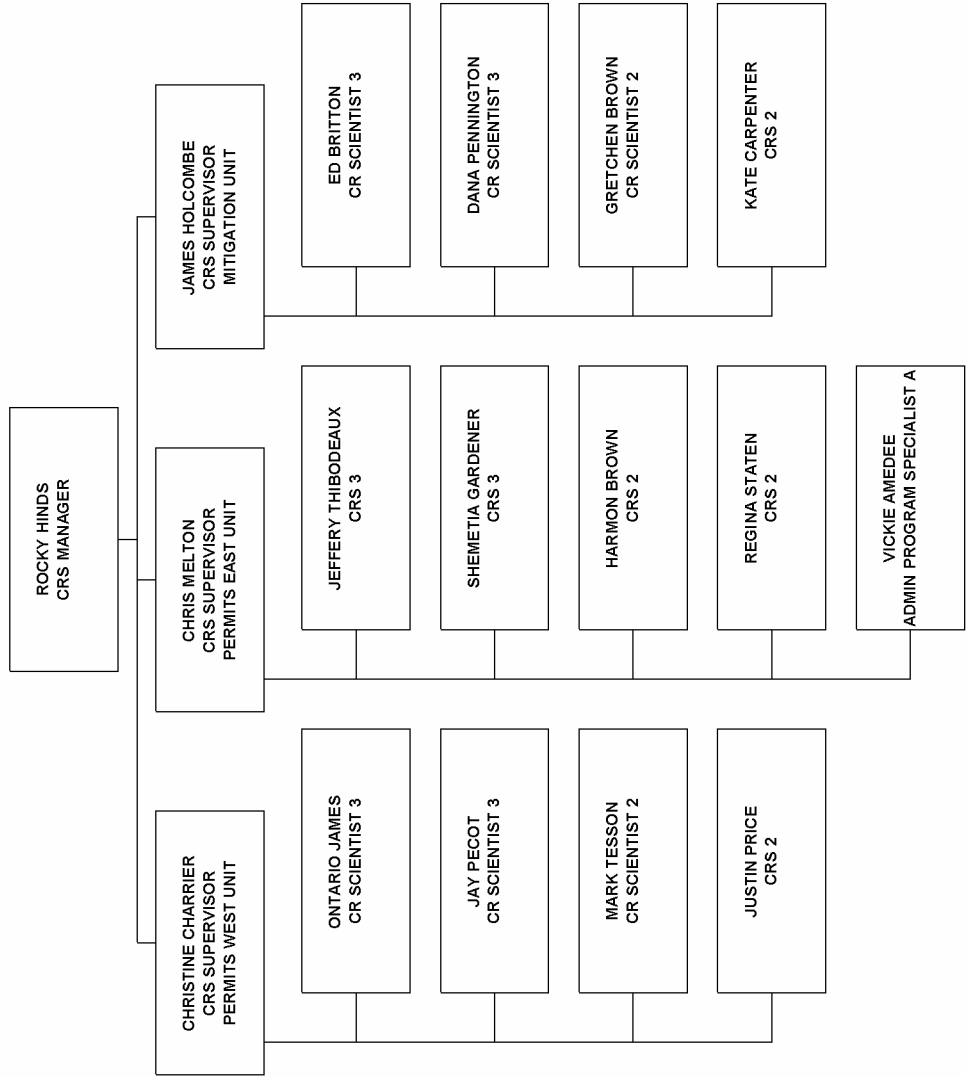 ROCKY HINDS
CRS MANAGER
CHRISTINE CHARRIER
CRS SUPERVISOR
PERMITS WEST UNIT
ONTARIO JAMES
CR SCIENTIST 3
JAY PECOT
CR SCIENTIST 3
MARK TESSON
CR SCIENTIST 2
JUSTIN PRICE
CRS 2
CHRIS MELTON
CRS SUPERVISOR
PERMITS EAST UNIT
JEFFERY THIBODEAUX
CRS 3
SHEMETIA GARDENER
CRS 3
HARMON BROWN
CRS 2
REGINA STATEN
CRS 2
VICKIE AMEDEE
ADMIN PROGRAM SPECIALIST A
JAMES HOLCOMBE
CRS SUPERVISOR
MITIGATION UNIT
ED BRITTON
CR SCIENTIST 3
DANA PENNINGTON
CR SCIENTIST 3
GRETCHEN BROWN
CR SCIENTIST 2
KATE CARPENTER
CRS 2